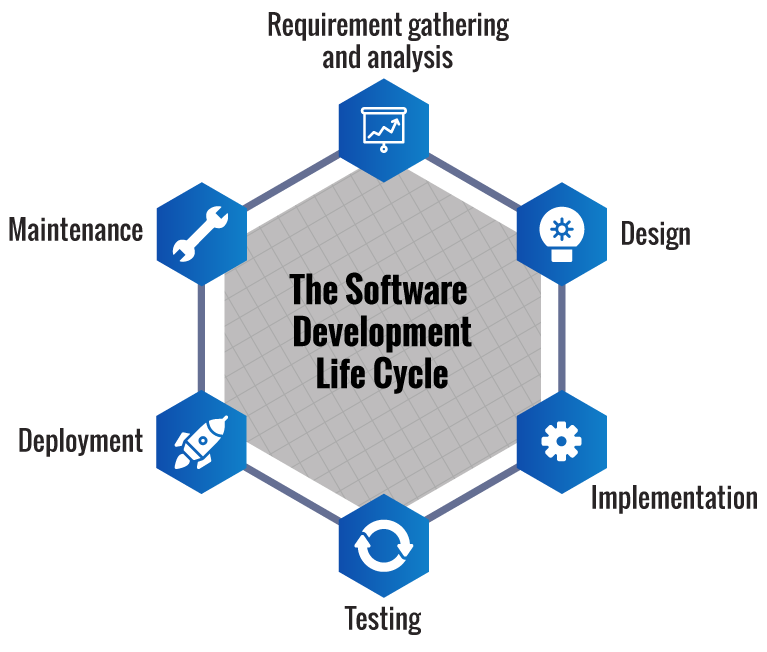 Requirement gathering
and analysis
Maintenance
Design
The Software
Development
Life Cycle
Deployment
Implementation
Testing